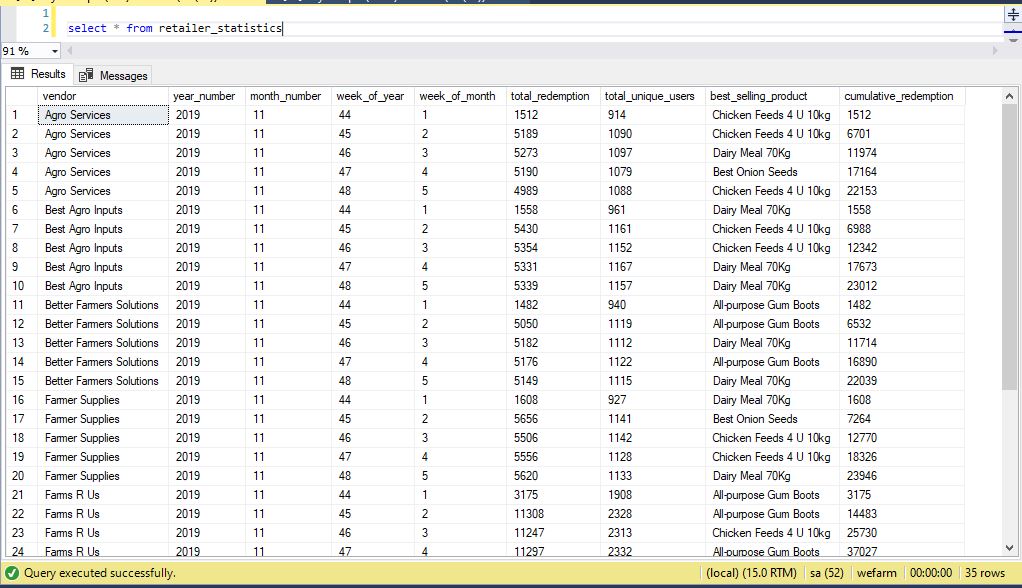 1
2 select * from retailer_statistics
91 %
Results Messages
vendor year_number month_number week_of_year week_of_month total_redemption total_unique_users best_selling_product cumulative_redemption
1 Agro Services 2019 11 44 1 1512 914 Chicken Feeds 4 U 10kg 1512
2 Agro Services 2019 11 45 2 5189 1090 Chicken Feeds 4 U 10kg 6701
3 Agro Services 2019 11 46 3 5273 1097 Dairy Meal 70Kg 11974
4 Agro Services 2019 11 47 4 5190 1079 Best Onion Seeds 17164
5 Agro Services 2019 11 48 5 4989 1088 Chicken Feeds 4 U 10kg 22153
6 Best Agro Inputs 2019 11 44 1 1558 961 Dairy Meal 70Kg 1558
7 Best Agro Inputs 2019 11 45 2 5430 1161 Chicken Feeds 4 U 10kg 6988
8 Best Agro Inputs 2019 11 46 3 5354 1152 Chicken Feeds 4 U 10kg 12342
9 Best Agro Inputs 2019 11 47 4 5331 1167 Dairy Meal 70Kg 17673
10 Best Agro Inputs 2019 11 48 5 5339 1157 Dairy Meal 70Kg 23012
11 Better Farmers Solutions 2019 11 44 1 1482 940 All-purpose Gum Boots 1482
12 Better Farmers Solutions 2019 11 45 2 5050 1119 All-purpose Gum Boots 6532
13 Better Farmers Solutions 2019 11 46 3 5182 1112 Dairy Meal 70Kg 11714
14 Better Farmers Solutions 2019 11 47 4 5176 1122 All-purpose Gum Boots 16890
15 Better Farmers Solutions 2019 11 48 5 5149 1115 Dairy Meal 70Kg 22039
16 Farmer Supplies 2019 11 44 1 1608 927 Dairy Meal 70Kg 1608
17 Farmer Supplies 2019 11 45 2 5656 1141 Best Onion Seeds 7264
18 Farmer Supplies 2019 11 46 3 5506 1142 Chicken Feeds 4 U 10kg 12770
19 Farmer Supplies 2019 11 47 4 5556 1128 Chicken Feeds 4 U 10kg 18326
20 Farmer Supplies 2019 11 48 5 5620 1133 Dairy Meal 70Kg 23946
21 Farms R Us 2019 11 44 1 3175 1908 All-purpose Gum Boots 3175
22 Farms R Us 2019 11 45 2 11308 2328 All-purpose Gum Boots 14483
23 Farms R Us 2019 11 46 3 11247 2313 Chicken Feeds 4 U 10kg 25730
24 Farms R Us 2019 11 47 4 11297 2332 All-purpose Gum Boots 37027
Query executed successfully. (local) (15.0 RTM) sa (52) wefarm 00:00:00 35 rows